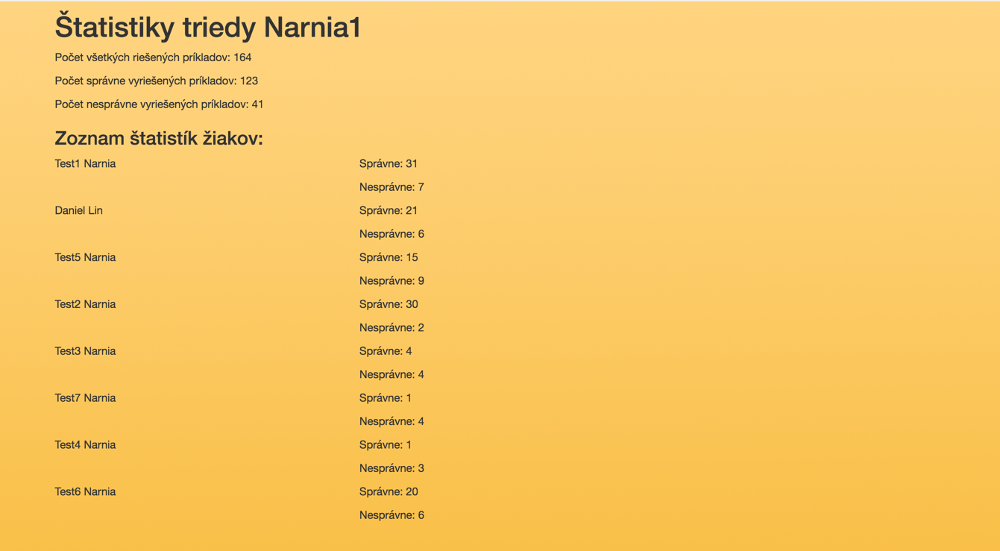 Štatistiky triedy Narnia1
Počet všetkých riešených príkladov: 164
Počet správne vyriešených príkladov: 123
Počet nesprávne vyriešených príkladov: 41
Zoznam štatistík žiakov:
Test1 Narnia Správne: 31
Nesprávne: 7
Daniel Lin Správne: 21
Nesprávne: 6
Test5 Narnia Správne: 15
Nesprávne: 9
Test2 Narnia Správne: 30
Nesprávne: 2
Test3 Narnia Správne: 4
Nesprávne: 4
Test7 Narnia Správne: 1
Nesprávne: 4
Test4 Narnia Správne: 1
Nesprávne: 3
Test6 Narnia Správne: 20
Nesprávne: 6